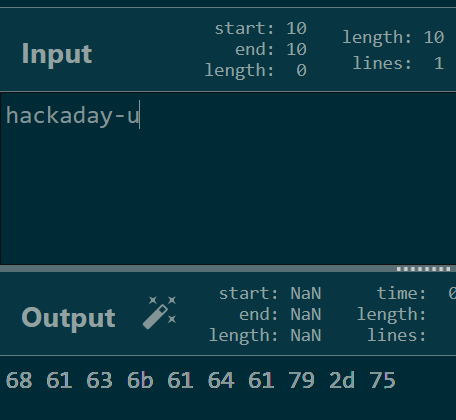 start: 10
end: 10
length: 0
length: 10
lines: 1
Input
hackaday-u
start: NaN
end: NaN
length: NaN
time: 0
length:
lines:
Output
68 61 63 6b 61 64 61 79 2d 75